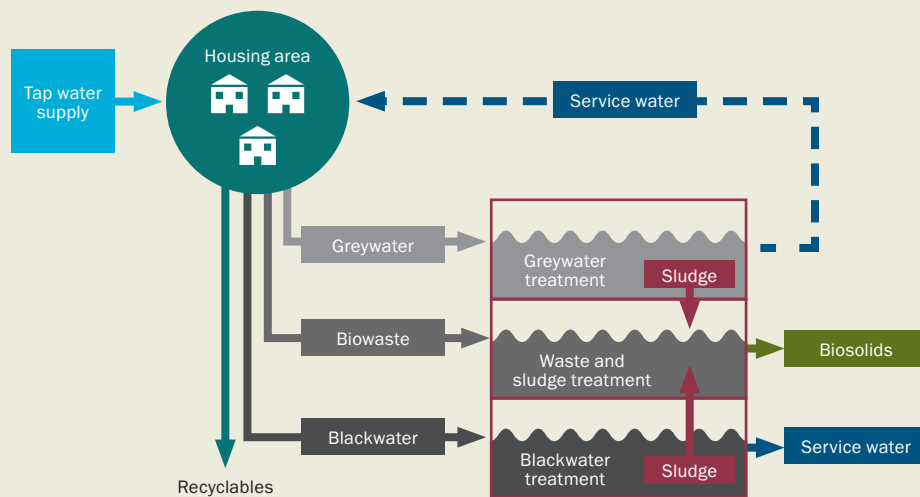 Housing area
Tap water
supply
Service water
Greywater
Greywater
treatment
Sludge
Biowaste
Waste and
sludge treatment
Biosolids
Blackwater
Blackwater
treatment
Sludge
Service water
Recyclables